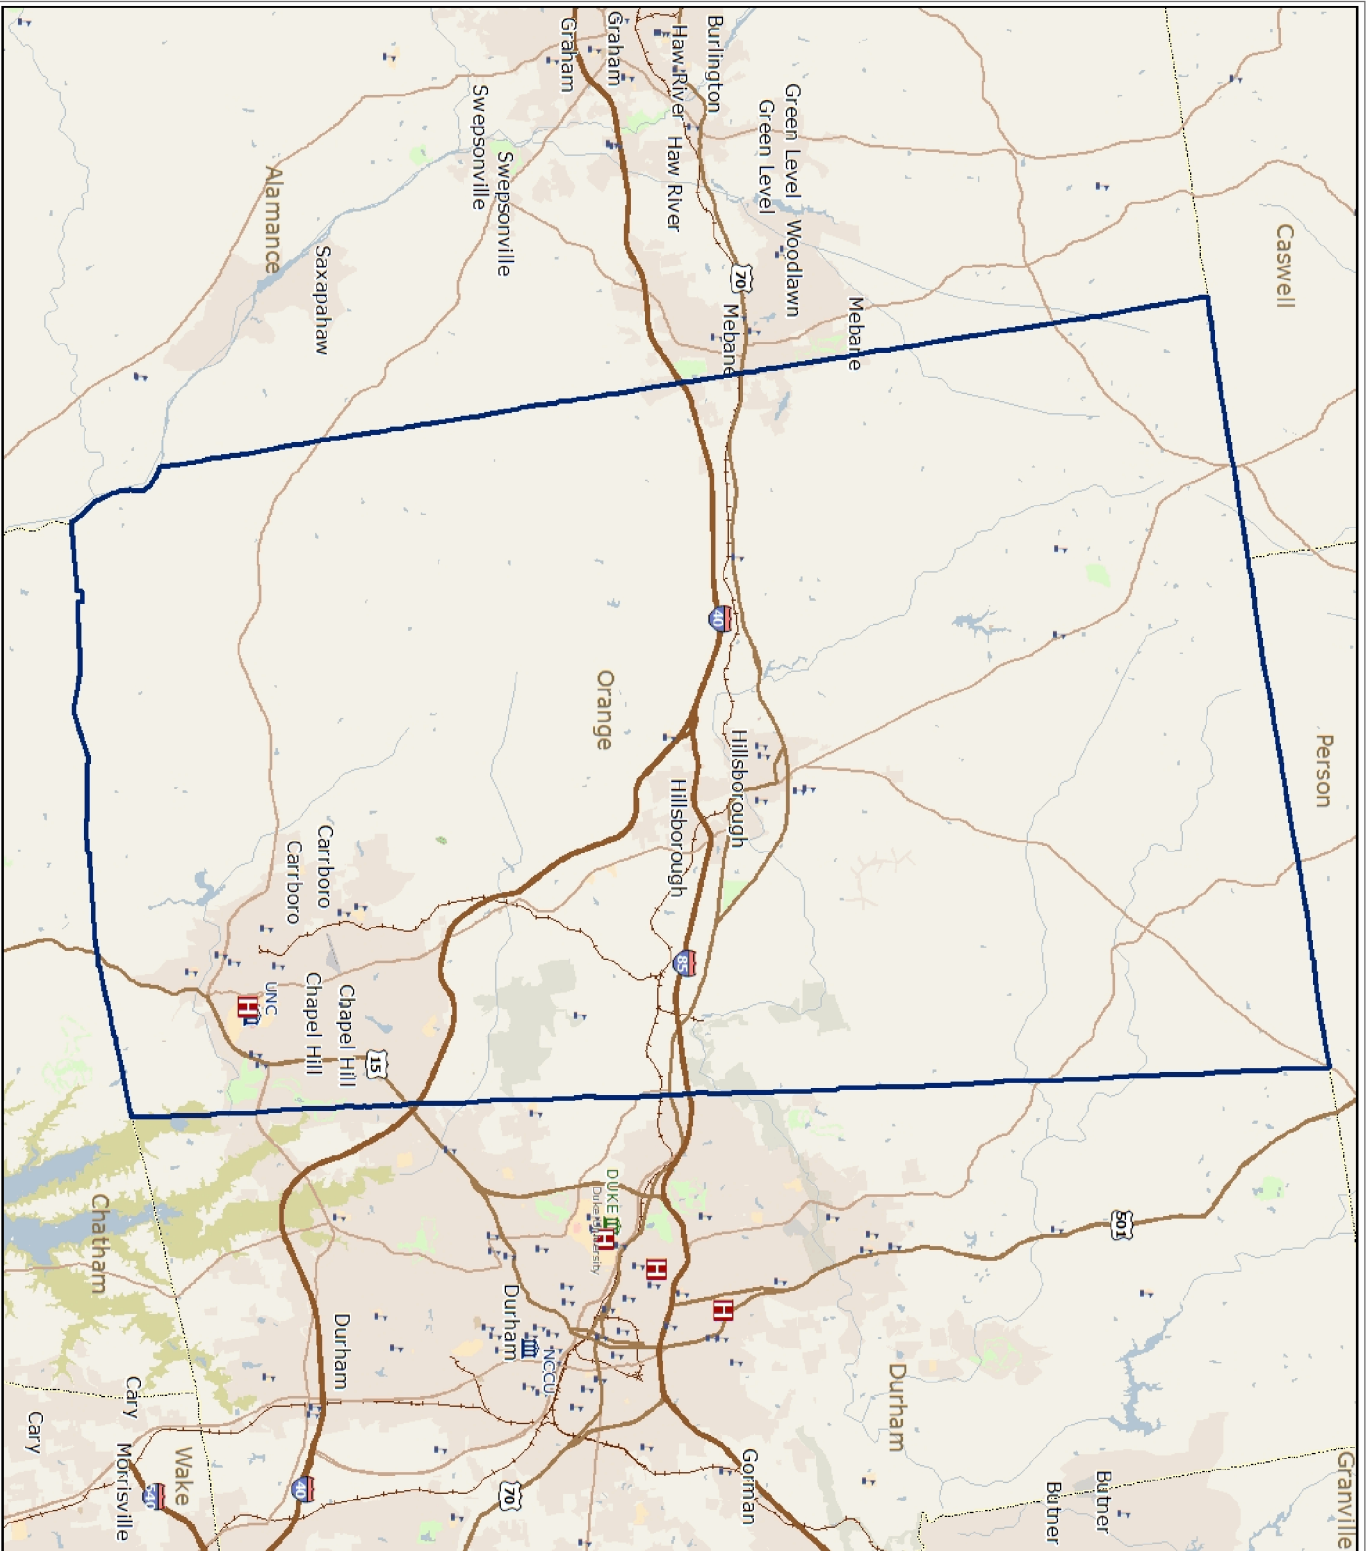 Granville
Person
Caswell
501
Butner
Butner
Durham
Mebane
Green Level
Green Level
Woodlawn
70
Mebane
Burlington
Haw River
Haw River
Hillsborough
Hillsborough
40
85
Gorman
Graham
Graham
Orange
DUKE
Duke University
H
H
H
NCCU
Durham
70
Swepsonville
Swepsonville
Alamance
Saxapahaw
Carrboro
Carrboro
Chapel Hill
Chapel Hill
15
UNC
H
Durham
40
Chatham
Wake
Cary
Cary
Morrisville
540